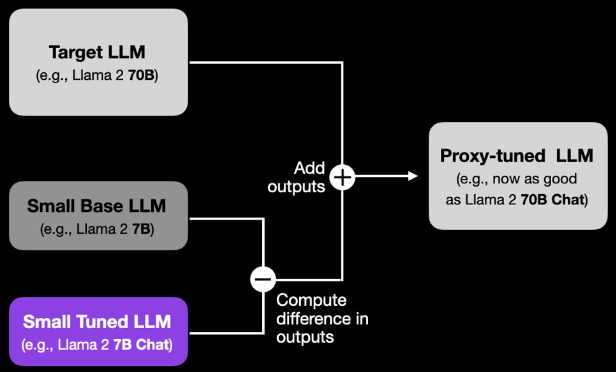 Target LLM
(e.g., Llama 2 70B)
Small Base LLM
(e.g., Llama 2 7B)
Small Tuned LLM
(e.g., Llama 2 7B Chat)
Add
outputs
+
−
Compute
difference in
outputs
Proxy-tuned LLM
(e.g., now as good
as Llama 2 70B Chat)